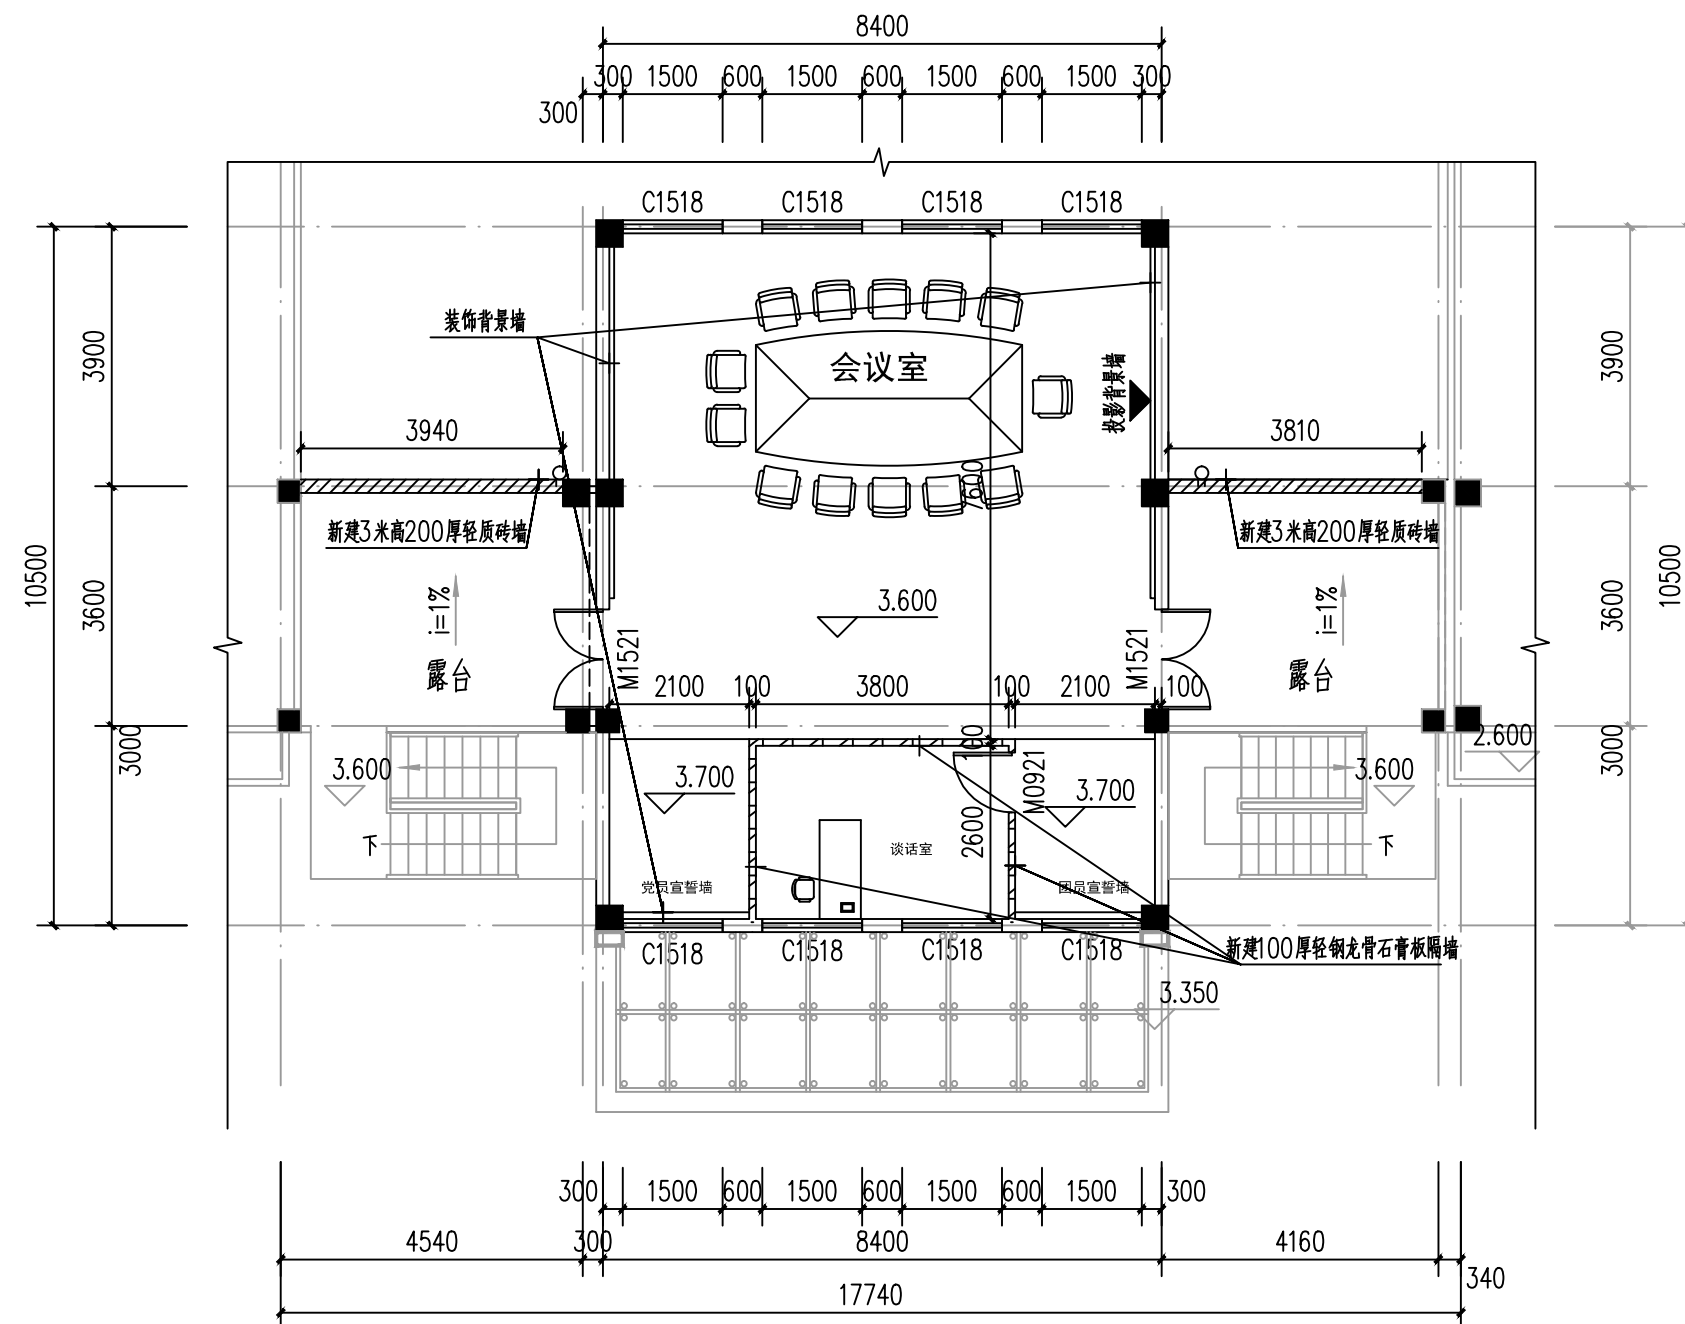 8400
300 1500 600 1500 600 1500 600 1500 300
300
C1518 C1518 C1518 C1518
装饰背景墙
会议室
投影背景墙
3900
3900
3940
3810
7600
新建3米高200厚轻质砖墙
新建3米高200厚轻质砖墙
10500
3600
i=1%
3.600
i=1%
3600
10500
露台
M1521
M1521
露台
2100 100 3800 100 2100 100
3000
3.600
3.700
100
M0921
3.700
3.600
2.600
3000
下
2600
谈话室
下
党员宣誓墙
团员宣誓墙
C1518 C1518 C1518 C1518
新建100厚轻钢龙骨石膏板隔墙
3.350
300 1500 600 1500 600 1500 600 1500 300
4540 300 8400 4160
340
17740